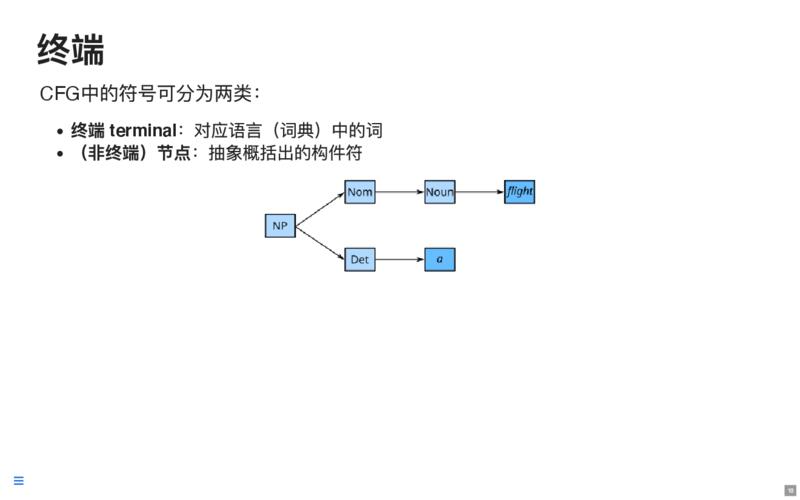 终端
CFG中的符号可分为两类：
• 终端 terminal：对应语言（词典）中的词
• （非终端）节点：抽象概括出的构件符
Nom Noun flight
NP
Det a